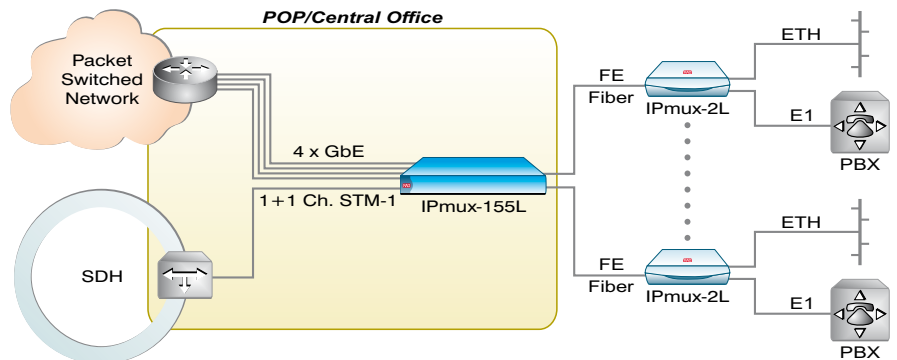 POP/Central Office
Packet
Switched
Network
4 x GbE
1+1 Ch. STM-1
IPmux-155L
SDH
FE
Fiber
IPmux-2L
ETH
E1
PBX
FE
Fiber
IPmux-2L
ETH
E1
PBX